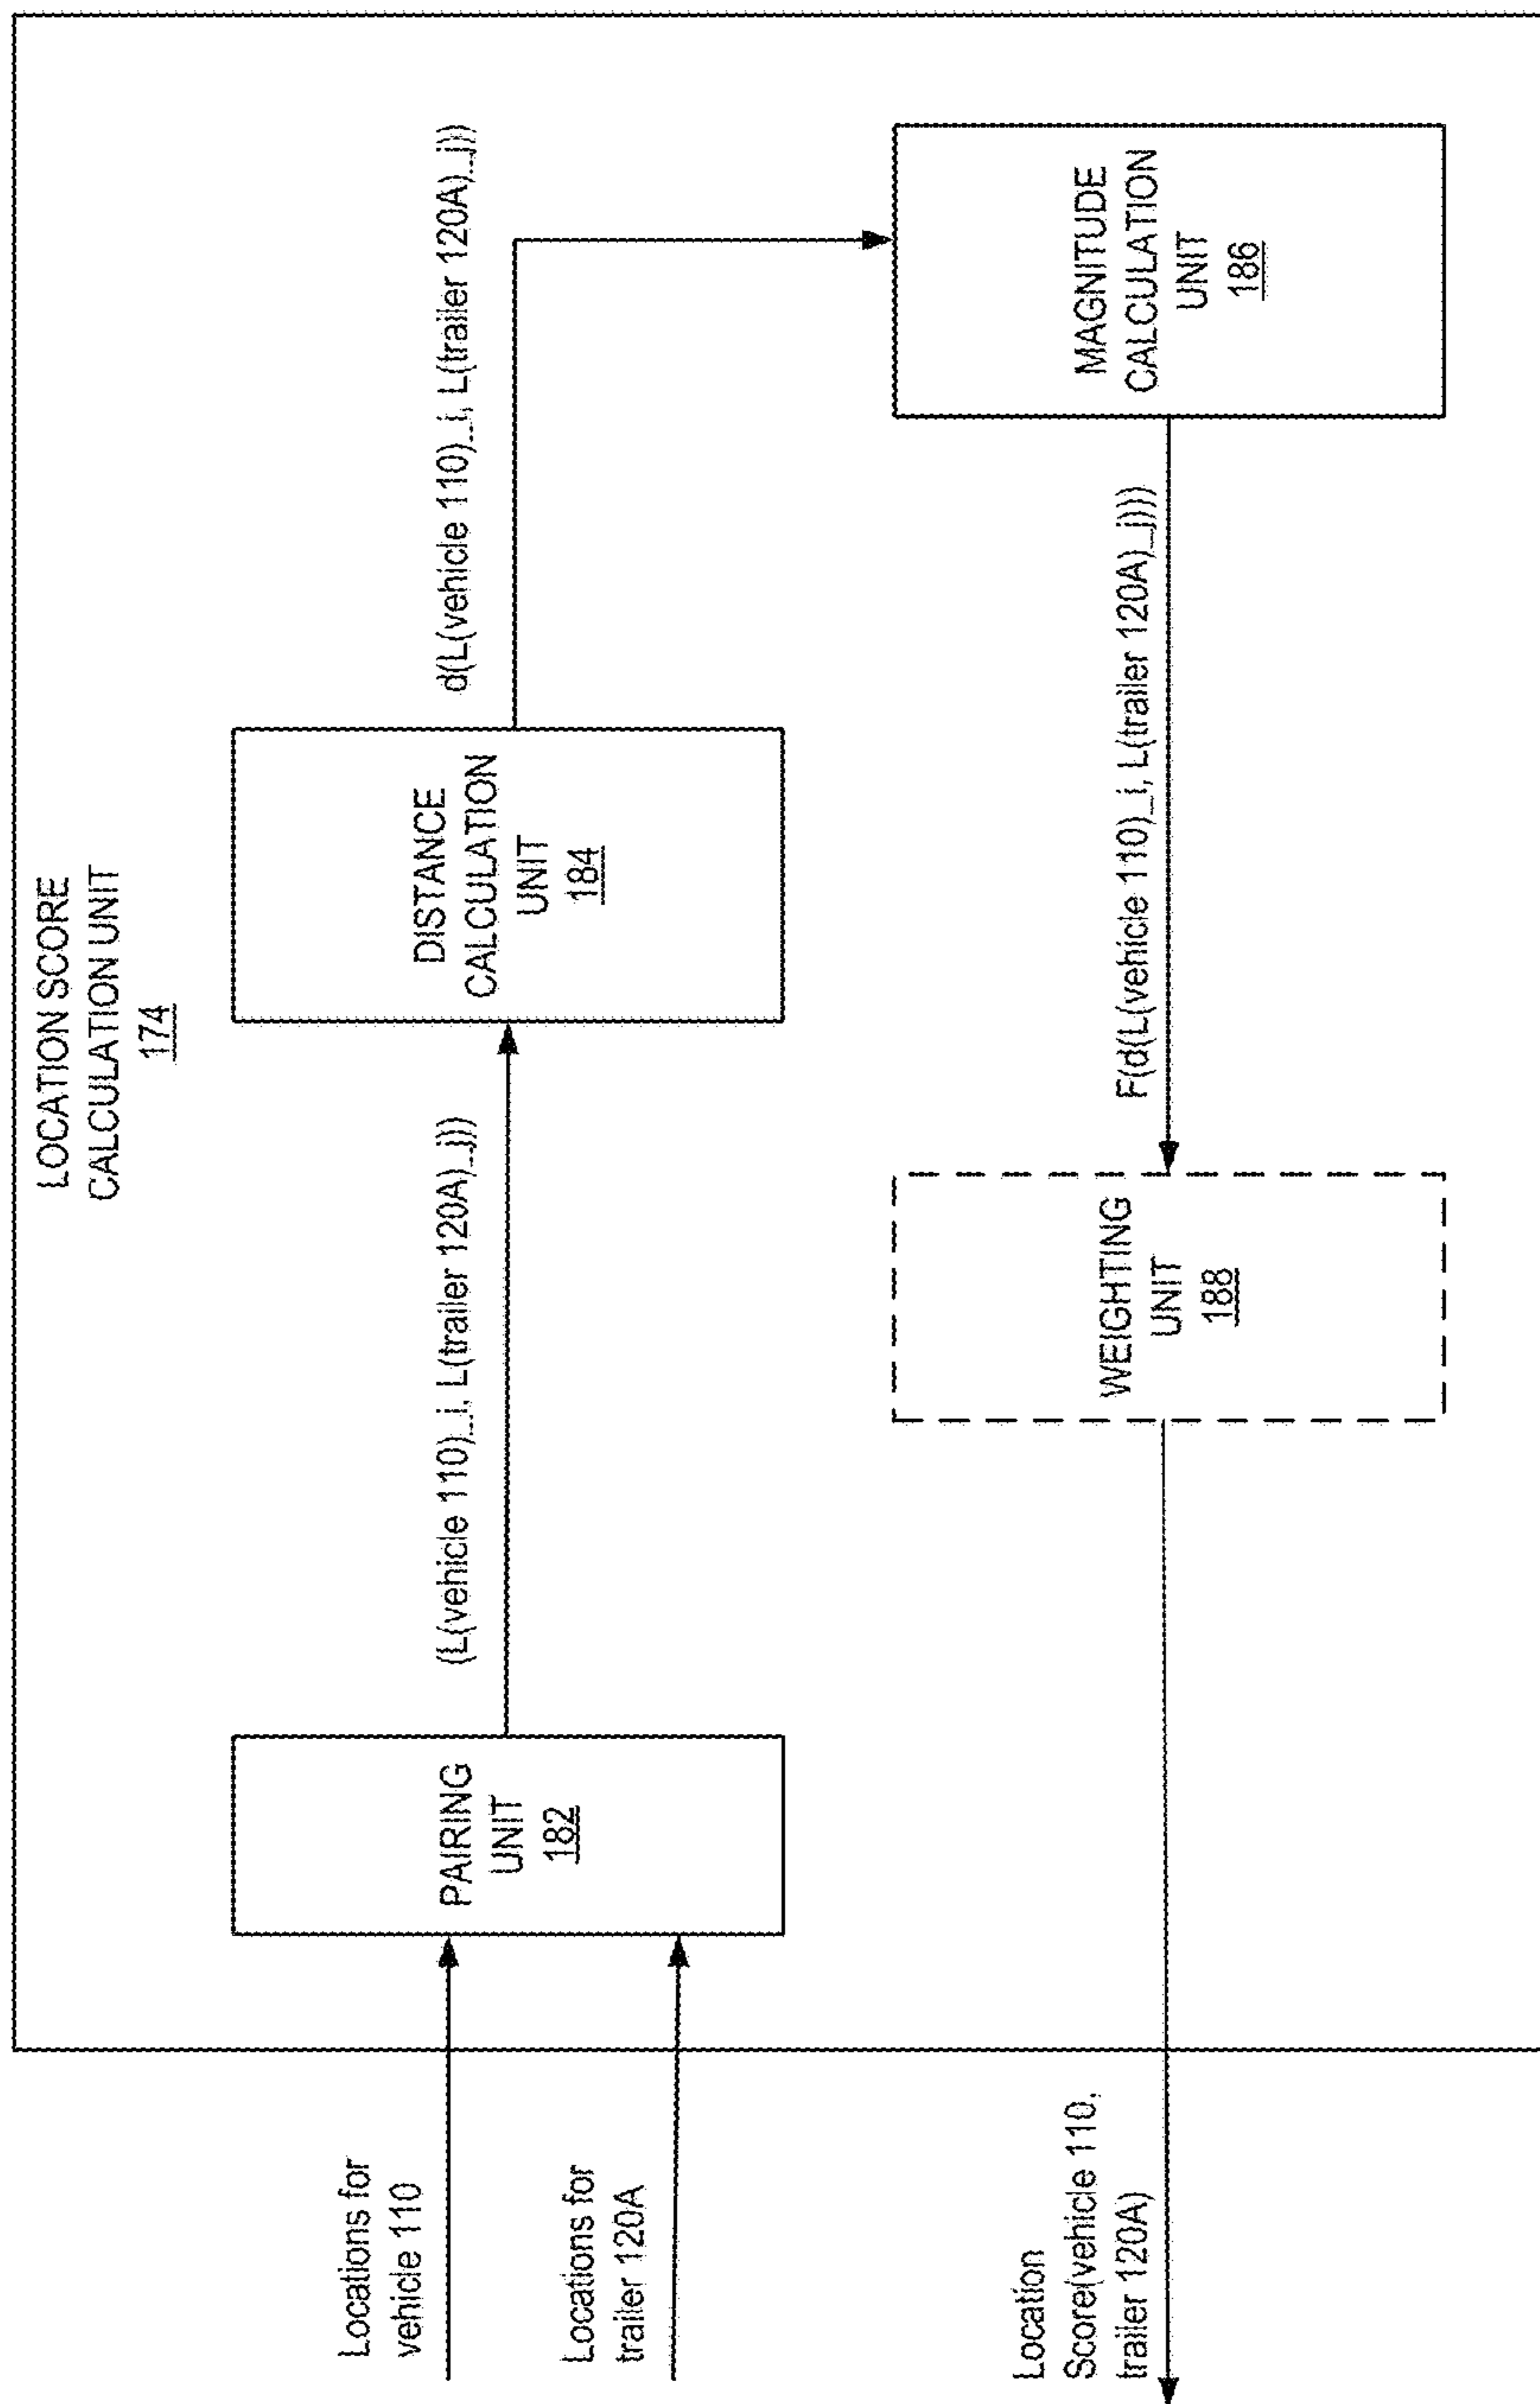 LOCATION SCORE
CALCULATION UNIT
174
Locations for
vehicle 110
Locations for
trailer 120A
PAIRING
UNIT
182
(L(vehicle 110)_i, L(trailer 120A)_j))
DISTANCE
CALCULATION
UNIT
184
d(L(vehicle 110)_i, L(trailer 120A)_j))
MAGNITUDE
CALCULATION
UNIT
186
F(d(L(vehicle 110)_i, L(trailer 120A)_j)))
WEIGHTING
UNIT
188
Location
Score(vehicle 110,
trailer 120A)